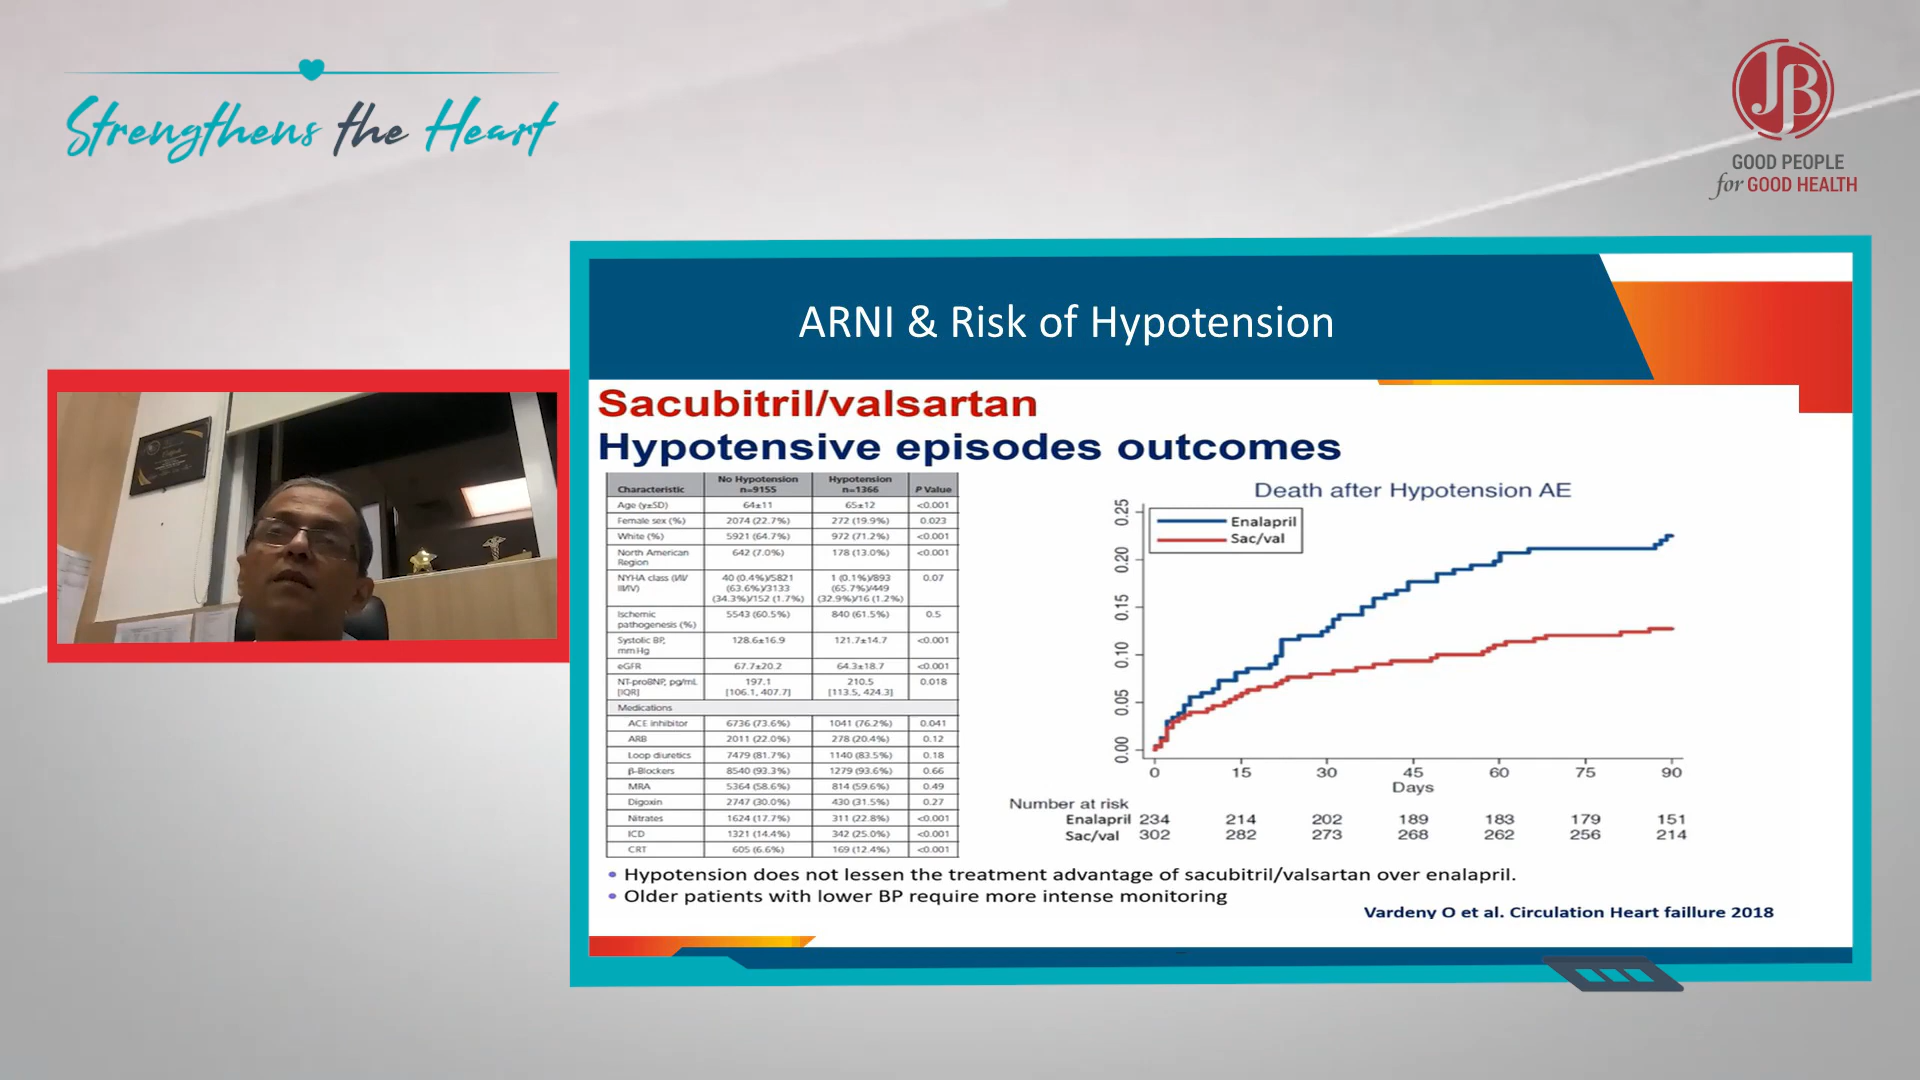 Strengthens the Heart
JB
GOOD PEOPLE
for GOOD HEALTH
ARNI & Risk of Hypotension
Sacubitril/valsartan
Hypotensive episodes outcomes
Characteristic No Hypotension n=9155 Hypotension n=1366 P Value
Age (y±SD) 64±11 65±12 <0.001
Female sex (%) 2074 (22.7%) 272 (19.9%) 0.023
White (%) 5921 (64.7%) 972 (71.2%) <0.001
North American Region 642 (7.0%) 178 (13.0%) <0.001
NYHA class (I/II/ III/IV) 40 (0.4%)/5821 (63.6%)/3133 (34.3%)/152 (1.7%) 1 (0.1%)/893 (65.7%)/449 (32.9%)/16 (1.2%) 0.07
Ischemic pathogenesis (%) 5543 (60.5%) 840 (61.5%) 0.5
Systolic BP, mm Hg 128.6±16.9 121.7±14.7 <0.001
eGFR 67.7±20.2 64.3±18.7 <0.001
NT-proBNP, pg/mL [IQR] 197.1 [106.1, 407.7] 210.5 [113.5, 424.3] 0.018
Medications
ACE inhibitor 6736 (73.6%) 1041 (76.2%) 0.041
ARB 2011 (22.0%) 278 (20.4%) 0.12
Loop diuretics 7479 (81.7%) 1140 (83.5%) 0.18
β-Blockers 8540 (93.3%) 1279 (93.6%) 0.66
MRA 5364 (58.6%) 814 (59.6%) 0.49
Digoxin 2747 (30.0%) 430 (31.5%) 0.27
Nitrates 1624 (17.7%) 311 (22.8%) <0.001
ICD 1321 (14.4%) 342 (25.0%) <0.001
CRT 605 (6.6%) 169 (12.4%) <0.001
Death after Hypotension AE
Enalapril
Sac/val
0.25
0.20
0.15
0.10
0.05
0.00
0 15 30 45 60 75 90
Days
Number at risk
Enalapril 234 214 202 189 183 179 151
Sac/val 302 282 273 268 262 256 214
• Hypotension does not lessen the treatment advantage of sacubitril/valsartan over enalapril.
• Older patients with lower BP require more intense monitoring
Vardeny O et al. Circulation Heart faillure 2018